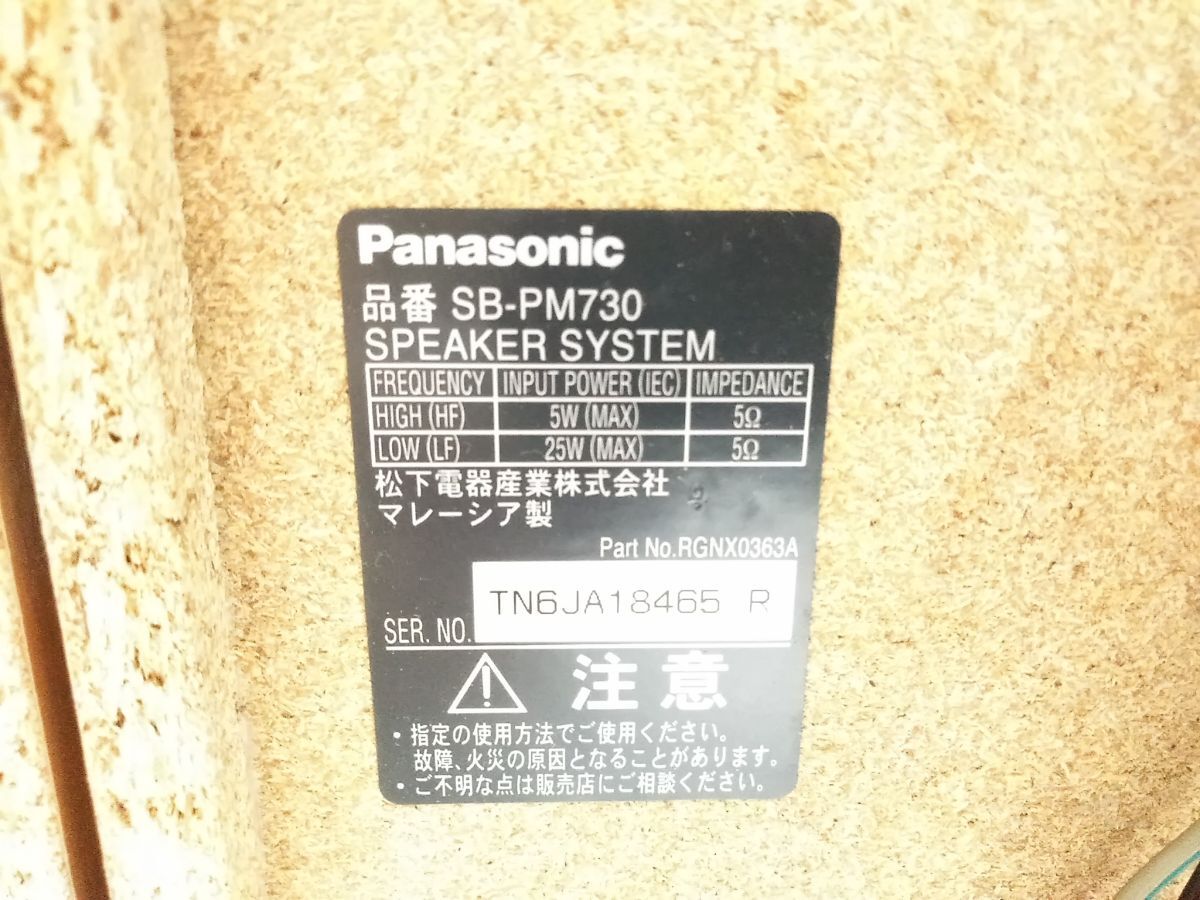 Panasonic
品番 SB-PM730
SPEAKER SYSTEM
FREQUENCY INPUT POWER (IEC) IMPEDANCE
HIGH (HF) 5W (MAX) 5Ω
LOW (LF) 25W (MAX) 5Ω
松下電器産業株式会社
マレーシア製
Part No.RGNX0363A
SER. NO. TN6JA18465 R
注意
・指定の使用方法でご使用ください。
故障、火災の原因となることがあります。
・ご不明な点は販売店にご相談ください。